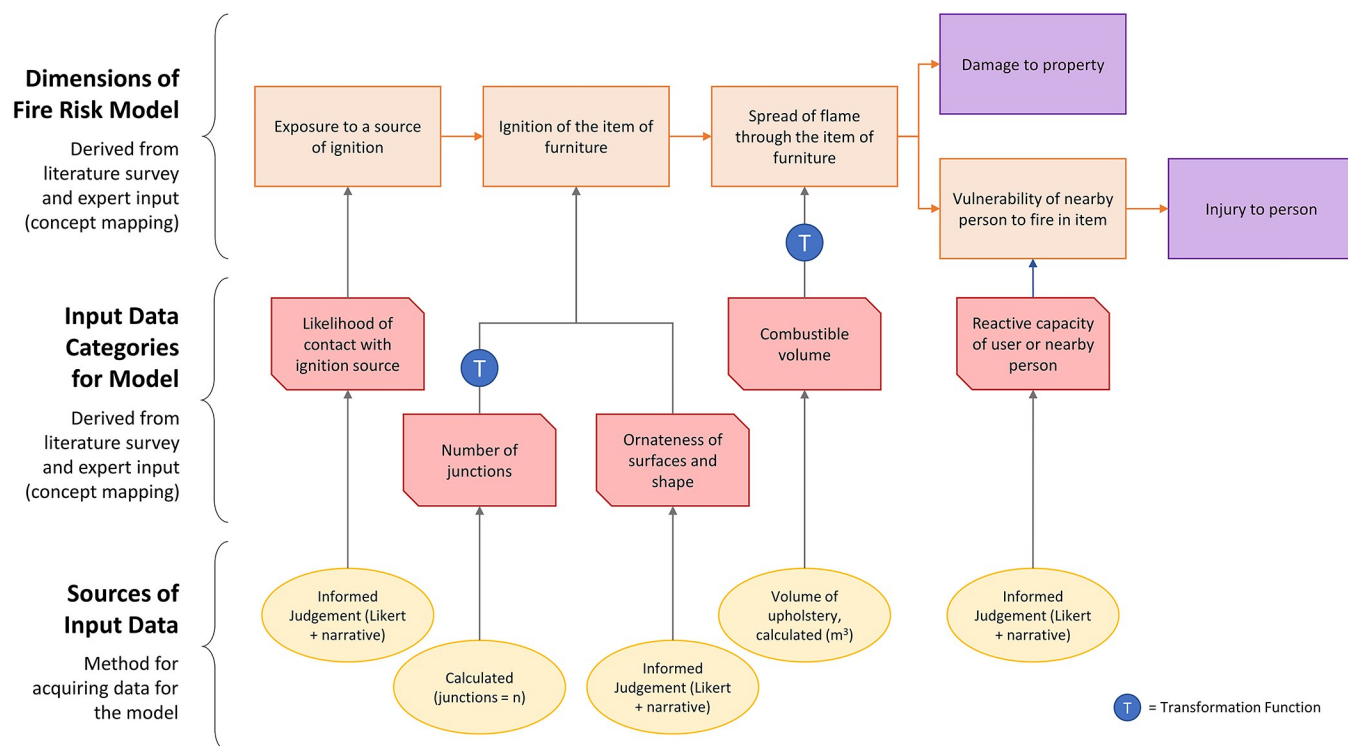 Dimensions of
Fire Risk Model
Derived from
literature survey
and expert input
(concept mapping)
Exposure to a source
of ignition
Ignition of the item of
furniture
Spread of flame
through the item of
furniture
Damage to property
Vulnerability of nearby
person to fire in item
Injury to person
T
Input Data
Categories
for Model
Derived from
literature survey
and expert input
(concept mapping)
Likelihood of
contact with
ignition source
T
Number of
junctions
Ornateness of
surfaces and
shape
Combustible
volume
Reactive capacity
of user or nearby
person
Sources of
Input Data
Method for
acquiring data for
the model
Informed
Judgement (Likert
+ narrative)
Calculated
(junctions = n)
Informed
Judgement (Likert
+ narrative)
Volume of
upholstery,
calculated (m³)
Informed
Judgement (Likert
+ narrative)
T = Transformation Function